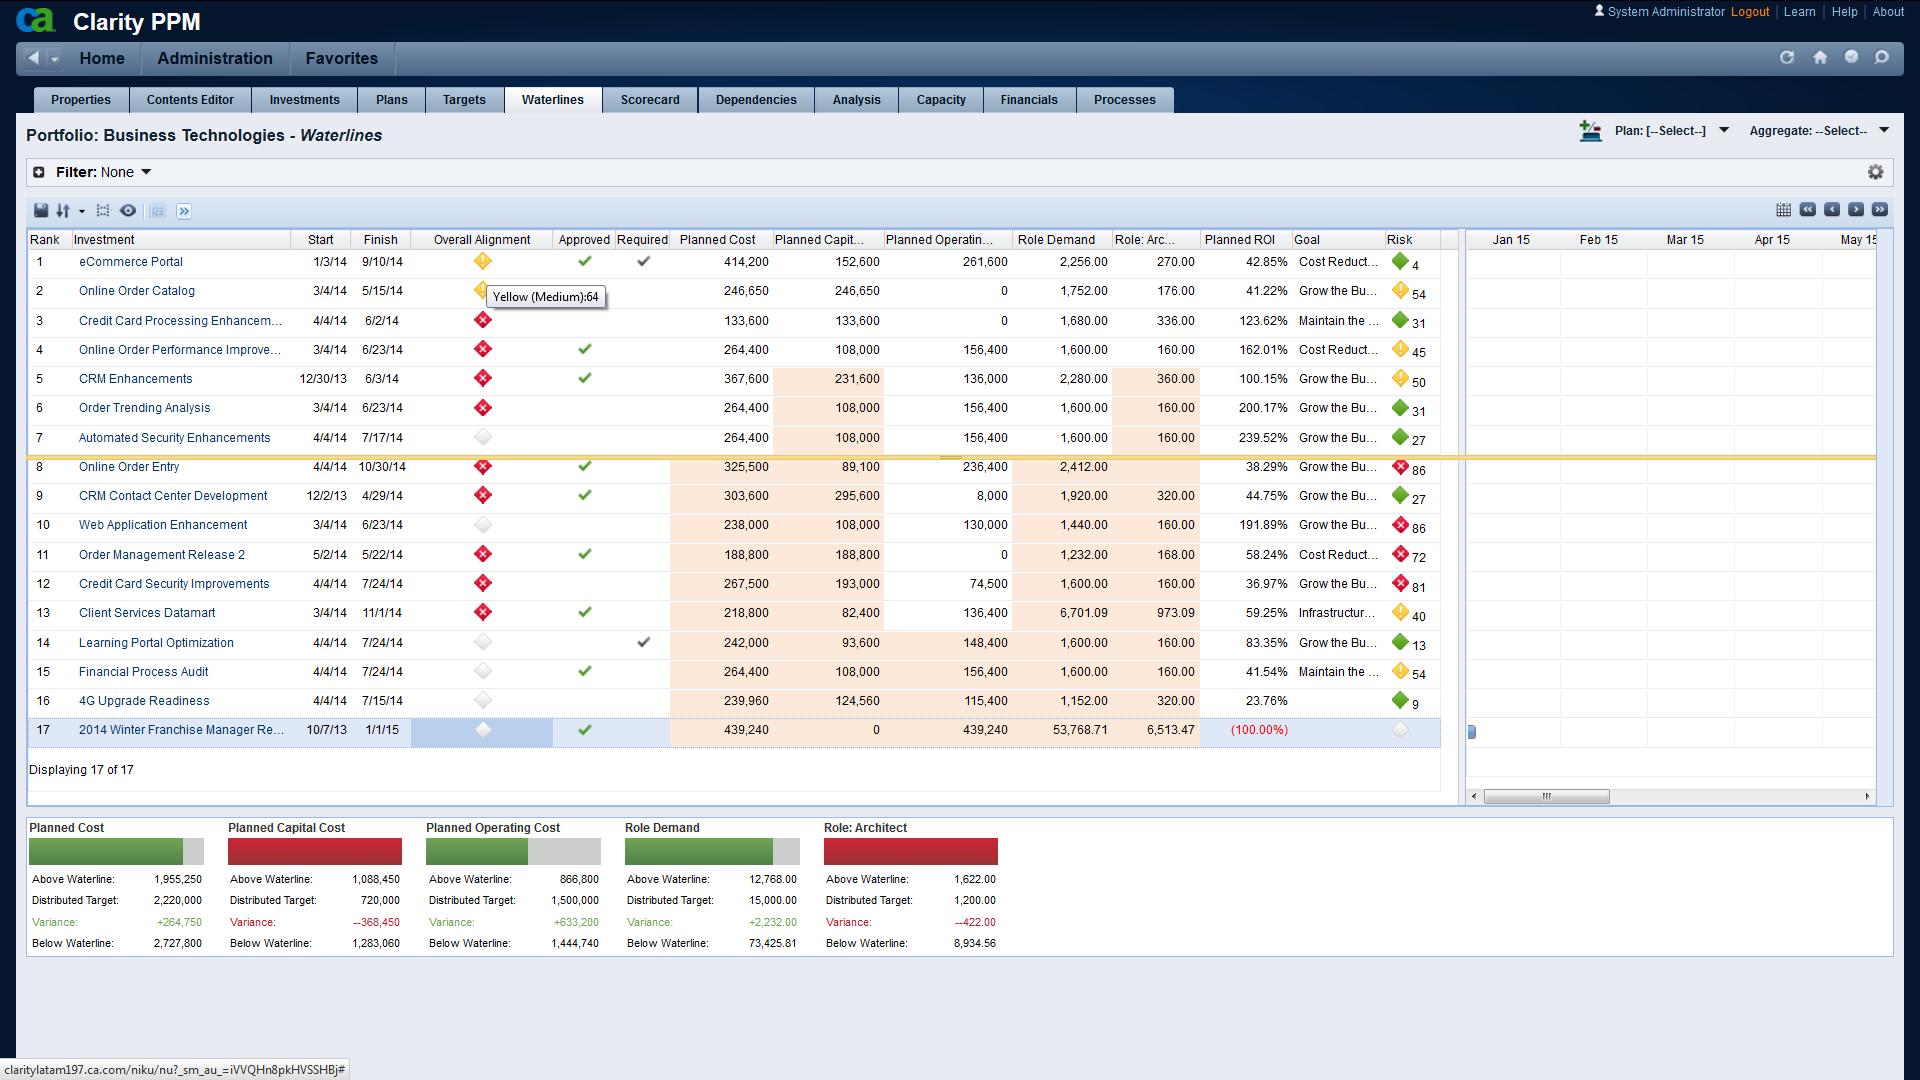 ca Clarity PPM
System Administrator Logout Learn Help About
Home Administration Favorites
Properties Contents Editor Investments Plans Targets Waterlines Scorecard Dependencies Analysis Capacity Financials Processes
Portfolio: Business Technologies - Waterlines
Plan: [--Select--] Aggregate: --Select--
Filter: None
Rank Investment Start Finish Overall Alignment Approved Required Planned Cost Planned Capit... Planned Operatin... Role Demand Role: Arc... Planned ROI Goal Risk Jan 15 Feb 15 Mar 15 Apr 15 May 15
1 eCommerce Portal 1/3/14 9/10/14 414,200 152,600 261,600 2,256.00 270.00 42.85% Cost Reduct... 4
2 Online Order Catalog 3/4/14 5/15/14 246,650 246,650 0 1,752.00 176.00 41.22% Grow the Bu... 54
Yellow (Medium):64
3 Credit Card Processing Enhancem... 4/4/14 6/2/14 133,600 133,600 0 1,680.00 336.00 123.62% Maintain the ... 31
4 Online Order Performance Improve... 3/4/14 6/23/14 264,400 108,000 156,400 1,600.00 160.00 162.01% Cost Reduct... 45
5 CRM Enhancements 12/30/13 6/3/14 367,600 231,600 136,000 2,280.00 360.00 100.15% Grow the Bu... 50
6 Order Trending Analysis 3/4/14 6/23/14 264,400 108,000 156,400 1,600.00 160.00 200.17% Grow the Bu... 31
7 Automated Security Enhancements 4/4/14 7/17/14 264,400 108,000 156,400 1,600.00 160.00 239.52% Grow the Bu... 27
8 Online Order Entry 4/4/14 10/30/14 325,500 89,100 236,400 2,412.00 38.29% Grow the Bu... 86
9 CRM Contact Center Development 12/2/13 4/29/14 303,600 295,600 8,000 1,920.00 320.00 44.75% Grow the Bu... 27
10 Web Application Enhancement 3/4/14 6/23/14 238,000 108,000 130,000 1,440.00 160.00 191.89% Grow the Bu... 86
11 Order Management Release 2 5/2/14 5/22/14 188,800 188,800 0 1,232.00 168.00 58.24% Cost Reduct... 72
12 Credit Card Security Improvements 4/4/14 7/24/14 267,500 193,000 74,500 1,600.00 160.00 36.97% Grow the Bu... 81
13 Client Services Datamart 3/4/14 11/1/14 218,800 82,400 136,400 6,701.09 973.09 59.25% Infrastructur... 40
14 Learning Portal Optimization 4/4/14 7/24/14 242,000 93,600 148,400 1,600.00 160.00 83.35% Grow the Bu... 13
15 Financial Process Audit 4/4/14 7/24/14 264,400 108,000 156,400 1,600.00 160.00 41.54% Maintain the ... 54
16 4G Upgrade Readiness 4/4/14 7/15/14 239,960 124,560 115,400 1,152.00 320.00 23.76% 9
17 2014 Winter Franchise Manager Re... 10/7/13 1/1/15 439,240 0 439,240 53,768.71 6,513.47 (100.00%)
Displaying 17 of 17
Planned Cost Planned Capital Cost Planned Operating Cost Role Demand Role: Architect
Above Waterline: 1,955,250 Above Waterline: 1,088,450 Above Waterline: 866,800 Above Waterline: 12,768.00 Above Waterline: 1,622.00
Distributed Target: 2,220,000 Distributed Target: 720,000 Distributed Target: 1,500,000 Distributed Target: 15,000.00 Distributed Target: 1,200.00
Variance: +264,750 Variance: --368,450 Variance: +633,200 Variance: +2,232.00 Variance: --422.00
Below Waterline: 2,727,800 Below Waterline: 1,283,060 Below Waterline: 1,444,740 Below Waterline: 73,425.81 Below Waterline: 8,934.56
claritylatam197.ca.com/niku/nu?_sm_au_=iVVQHn8pkHVSSHBj#